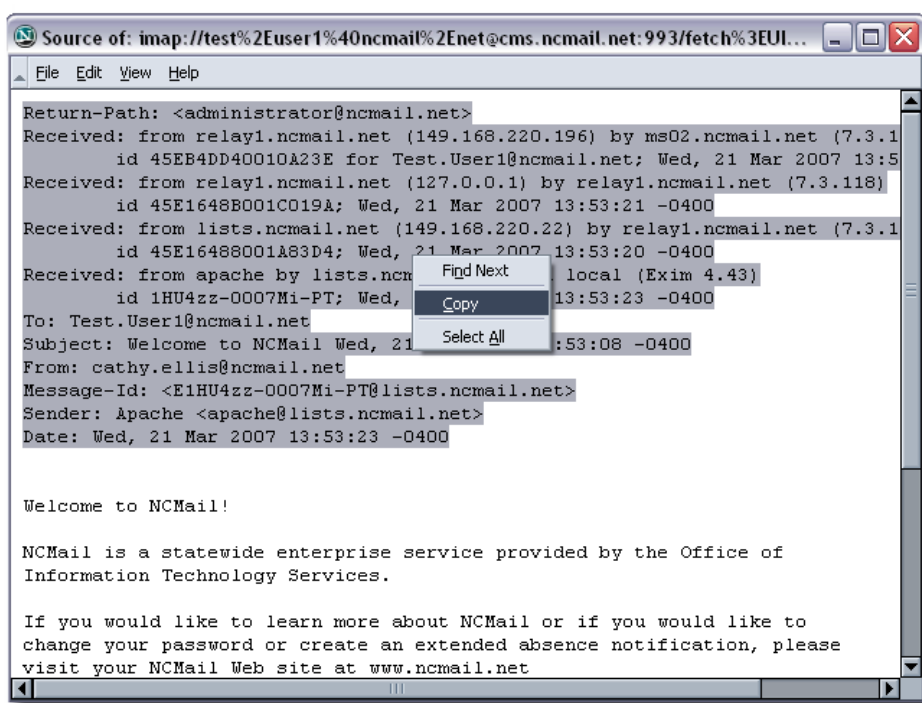 Source of: imap://test%2Euser1%40ncmail%2Enet@cms.ncmail.net:993/fetch%3EUI...
File Edit View Help
Return-Path: <administrator@ncmail.net>
Received: from relay1.ncmail.net (149.168.220.196) by ms02.ncmail.net (7.3.1
id 45EB4DD40010A23E for Test.User1@ncmail.net; Wed, 21 Mar 2007 13:5
Received: from relay1.ncmail.net (127.0.0.1) by relay1.ncmail.net (7.3.118)
id 45E1648B001C019A; Wed, 21 Mar 2007 13:53:21 -0400
Received: from lists.ncmail.net (149.168.220.22) by relay1.ncmail.net (7.3.1
id 45E16488001A83D4; Wed, 21 Mar 2007 13:53:20 -0400
Received: from apache by lists.ncm local (Exim 4.43)
id 1HU4zz-0007Mi-PT; Wed, 13:53:23 -0400
To: Test.User1@ncmail.net
Subject: Welcome to NCMail Wed, 21 :53:08 -0400
From: cathy.ellis@ncmail.net
Message-Id: <E1HU4zz-0007Mi-PT@lists.ncmail.net>
Sender: Apache <apache@lists.ncmail.net>
Date: Wed, 21 Mar 2007 13:53:23 -0400
Find Next
Copy
Select All
Welcome to NCMail!
NCMail is a statewide enterprise service provided by the Office of
Information Technology Services.
If you would like to learn more about NCMail or if you would like to
change your password or create an extended absence notification, please
visit your NCMail Web site at www.ncmail.net